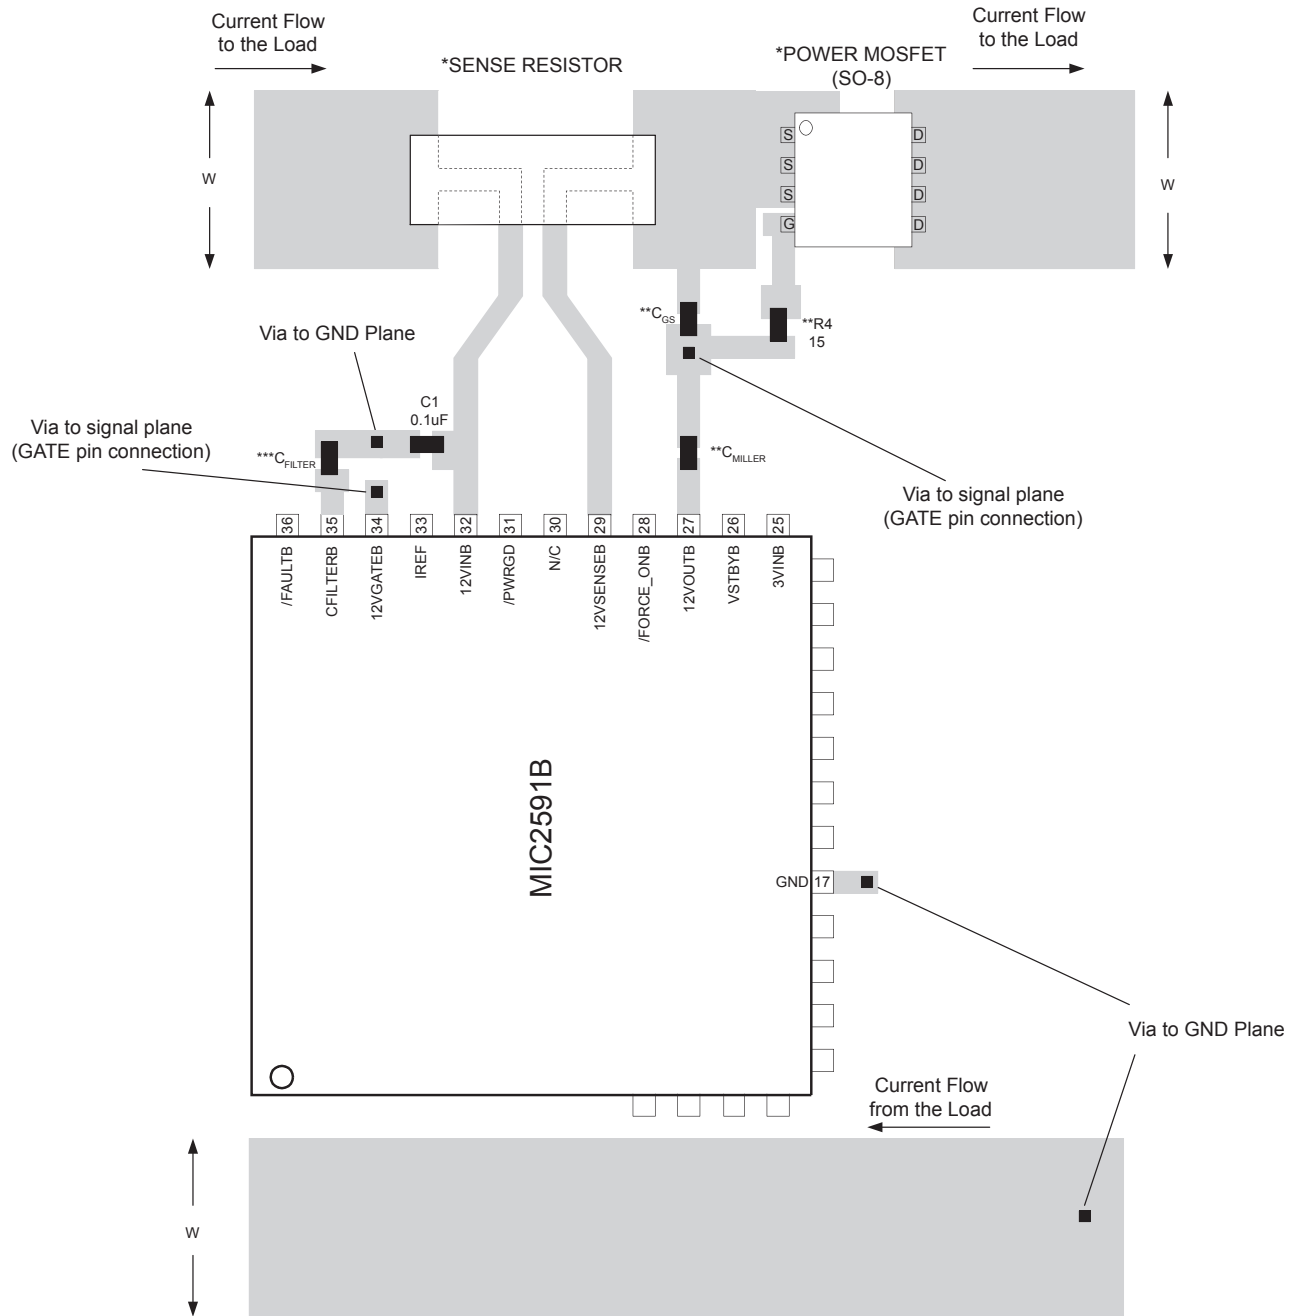 Current Flow
to the Load
*SENSE RESISTOR
*POWER MOSFET
(SO-8)
Current Flow
to the Load
W
S
S
S
G
D
D
D
D
W
**CGS
**R4
15
Via to GND Plane
C1
0.1uF
Via to signal plane
(GATE pin connection)
***CFILTER
**CMILLER
Via to signal plane
(GATE pin connection)
36
35
34
33
32
31
30
29
28
27
26
25
/FAULTB
CFILTERB
12VGATEB
IREF
12VINB
/PWRGD
N/C
12VSENSEB
/FORCE_ONB
12VOUTB
VSTBYB
3VINB
MIC2591B
GND 17
Via to GND Plane
Current Flow
from the Load
W